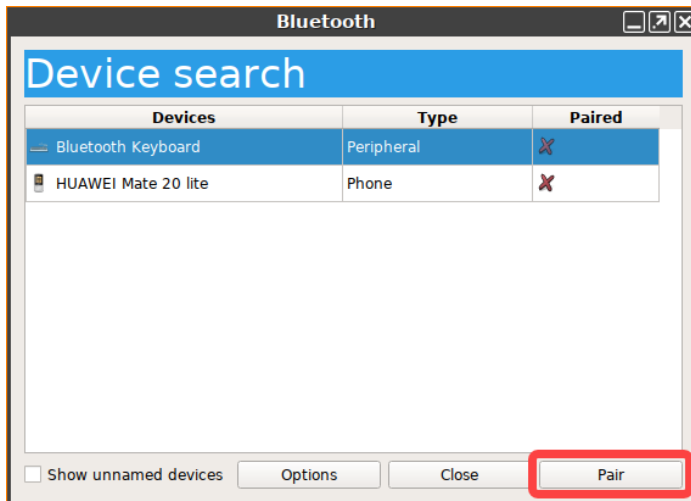 Bluetooth
Device search
Devices Type Paired
Bluetooth Keyboard Peripheral
HUAWEI Mate 20 lite Phone
Show unnamed devices Options Close Pair